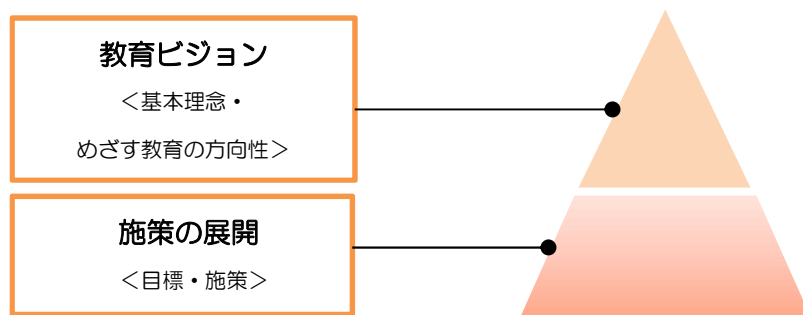 教育ビジョン
＜基本理念・
めざす教育の方向性＞
施策の展開
＜目標・施策＞